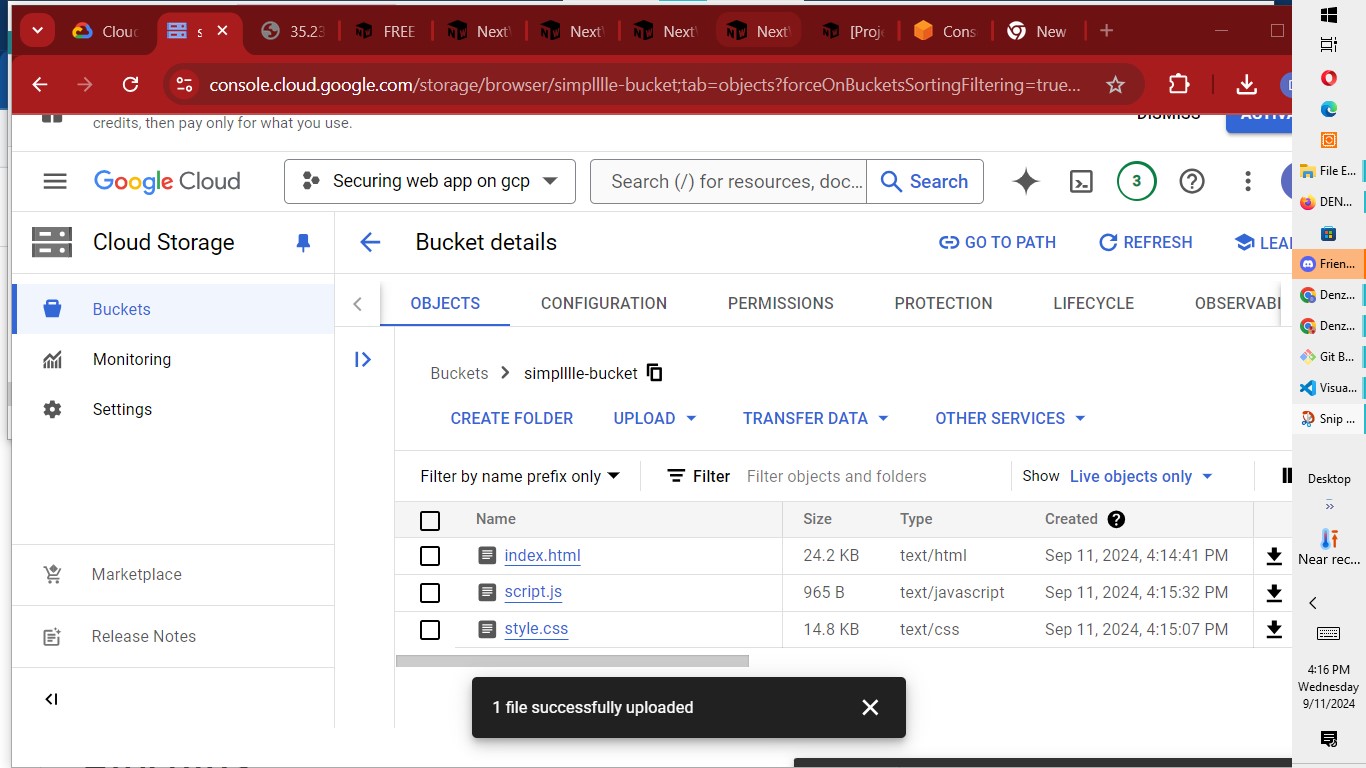 Clou
s
35.23
FREE
Next
Next
Next
Next
[Proj
Cons
New
console.cloud.google.com/storage/browser/simplllle-bucket;tab=objects?forceOnBucketsSortingFiltering=true...
credits, then pay only for what you use.
DISMISS
Google Cloud
Securing web app on gcp
Search (/) for resources, doc...
Search
3
Cloud Storage
Bucket details
GO TO PATH
REFRESH
LEA
Buckets
Monitoring
Settings
Marketplace
Release Notes
OBJECTS
CONFIGURATION
PERMISSIONS
PROTECTION
LIFECYCLE
OBSERVABI
Buckets > simplllle-bucket
CREATE FOLDER
UPLOAD
TRANSFER DATA
OTHER SERVICES
Filter by name prefix only
Filter
Filter objects and folders
Show
Live objects only
Name Size Type Created
index.html 24.2 KB text/html Sep 11, 2024, 4:14:41 PM
script.js 965 B text/javascript Sep 11, 2024, 4:15:32 PM
style.css 14.8 KB text/css Sep 11, 2024, 4:15:07 PM
1 file successfully uploaded
File E...
DEN...
Frien...
Denz...
Denz...
Git B...
Visua...
Snip ...
Desktop
Near rec...
4:16 PM
Wednesday
9/11/2024